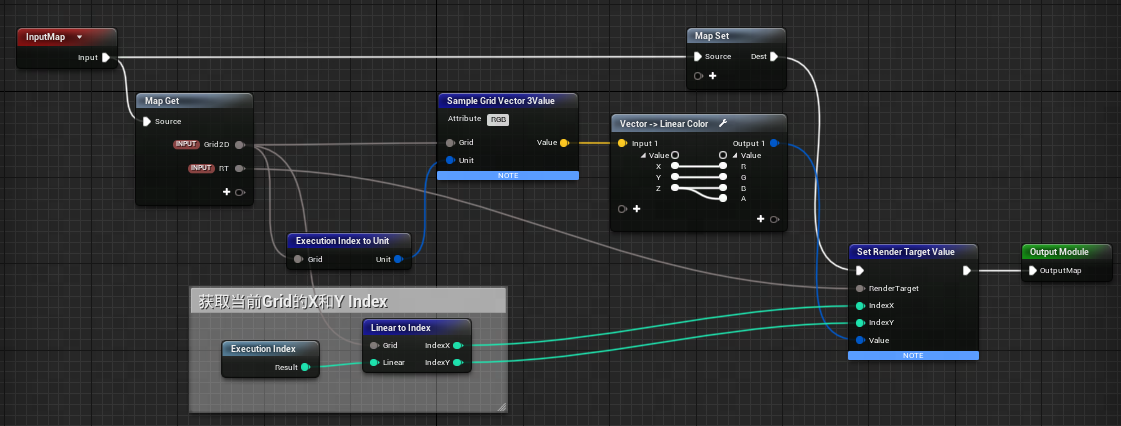 InputMap
Input
Map Get
Source
INPUT Grid2D
INPUT RT
Sample Grid Vector 3Value
Attribute RGB
Grid Value
Unit
NOTE
Execution Index to Unit
Grid Unit
获取当前Grid的X和Y Index
Execution Index
Result
Linear to Index
Grid IndexX
Linear IndexY
Vector -> Linear Color
Input 1 Output 1
Value Value
X R
Y G
Z B
A
Map Set
Source Dest
Set Render Target Value
RenderTarget
IndexX
IndexY
Value
NOTE
Output Module
OutputMap